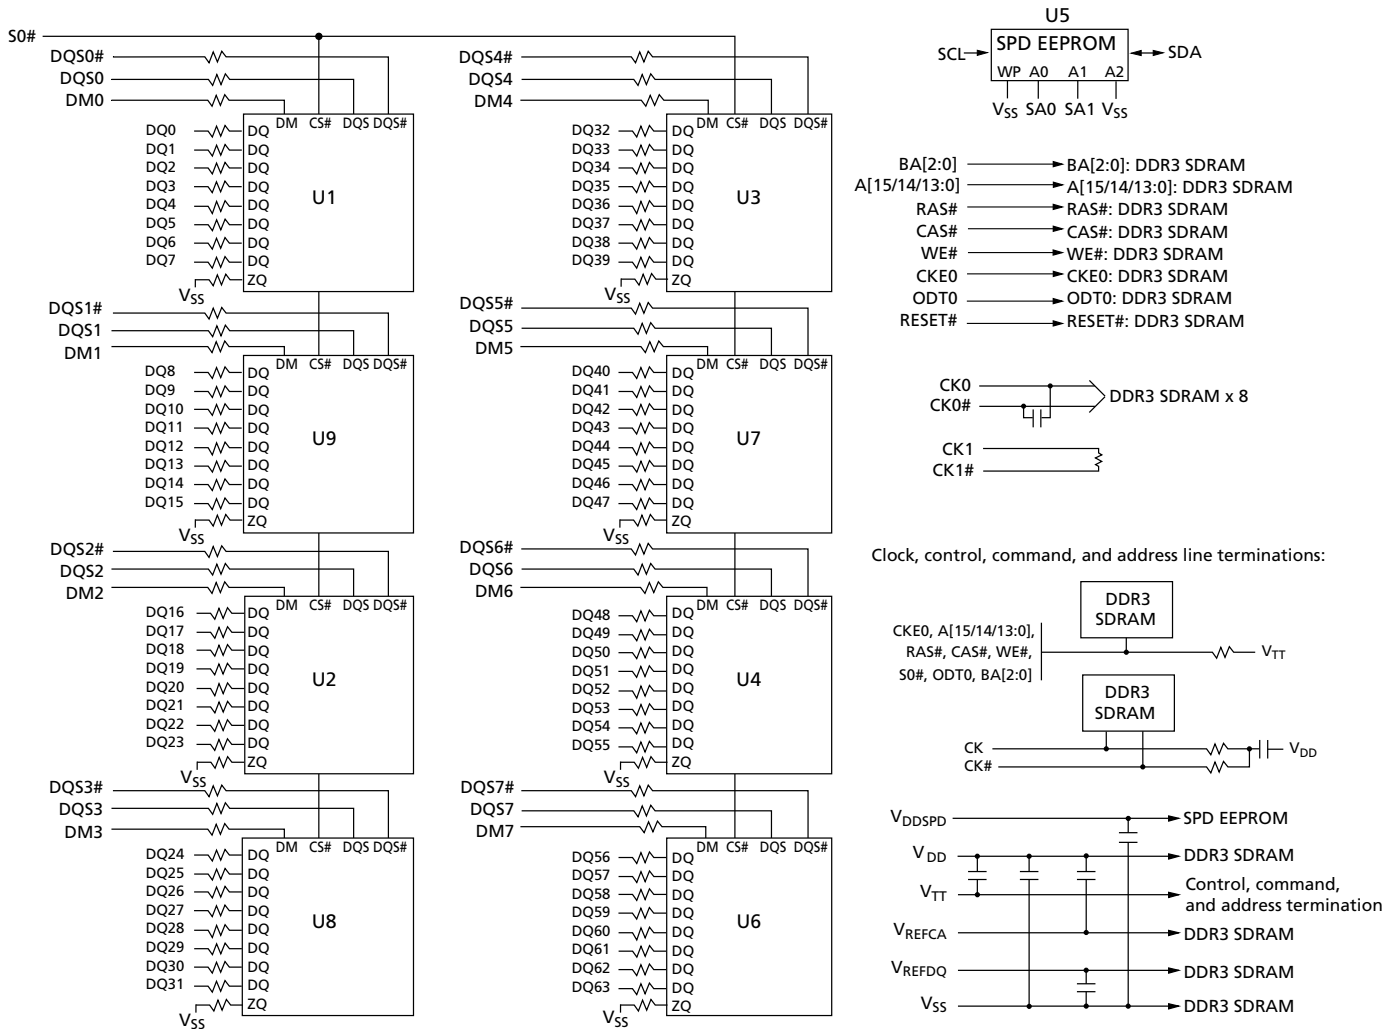 S0#
DQS0#
DQS0
DM0
DM CS# DQS DQS#
DQ0 DQ
DQ1 DQ
DQ2 DQ
DQ3 DQ
DQ4 DQ
DQ5 DQ
DQ6 DQ
DQ7 DQ
VSS ZQ
U1
DQS1#
DQS1
DM1
DM CS# DQS DQS#
DQ8 DQ
DQ9 DQ
DQ10 DQ
DQ11 DQ
DQ12 DQ
DQ13 DQ
DQ14 DQ
DQ15 DQ
VSS ZQ
U9
DQS2#
DQS2
DM2
DM CS# DQS DQS#
DQ16 DQ
DQ17 DQ
DQ18 DQ
DQ19 DQ
DQ20 DQ
DQ21 DQ
DQ22 DQ
DQ23 DQ
VSS ZQ
U2
DQS3#
DQS3
DM3
DM CS# DQS DQS#
DQ24 DQ
DQ25 DQ
DQ26 DQ
DQ27 DQ
DQ28 DQ
DQ29 DQ
DQ30 DQ
DQ31 DQ
VSS ZQ
U8
DQS4#
DQS4
DM4
DM CS# DQS DQS#
DQ32 DQ
DQ33 DQ
DQ34 DQ
DQ35 DQ
DQ36 DQ
DQ37 DQ
DQ38 DQ
DQ39 DQ
VSS ZQ
U3
DQS5#
DQS5
DM5
DM CS# DQS DQS#
DQ40 DQ
DQ41 DQ
DQ42 DQ
DQ43 DQ
DQ44 DQ
DQ45 DQ
DQ46 DQ
DQ47 DQ
VSS ZQ
U7
DQS6#
DQS6
DM6
DM CS# DQS DQS#
DQ48 DQ
DQ49 DQ
DQ50 DQ
DQ51 DQ
DQ52 DQ
DQ53 DQ
DQ54 DQ
DQ55 DQ
VSS ZQ
U4
DQS7#
DQS7
DM7
DM CS# DQS DQS#
DQ56 DQ
DQ57 DQ
DQ58 DQ
DQ59 DQ
DQ60 DQ
DQ61 DQ
DQ62 DQ
DQ63 DQ
VSS ZQ
U6
U5
SCL SPD EEPROM SDA
WP A0 A1 A2
VSS SA0 SA1 VSS
BA[2:0] BA[2:0]: DDR3 SDRAM
A[15/14/13:0] A[15/14/13:0]: DDR3 SDRAM
RAS# RAS#: DDR3 SDRAM
CAS# CAS#: DDR3 SDRAM
WE# WE#: DDR3 SDRAM
CKE0 CKE0: DDR3 SDRAM
ODT0 ODT0: DDR3 SDRAM
RESET# RESET#: DDR3 SDRAM
CK0
CK0#
DDR3 SDRAM x 8
CK1
CK1#
Clock, control, command, and address line terminations:
DDR3
SDRAM
CKE0, A[15/14/13:0],
RAS#, CAS#, WE#,
S0#, ODT0, BA[2:0]
VTT
DDR3
SDRAM
CK
CK#
VDD
VDDSPD SPD EEPROM
VDD DDR3 SDRAM
VTT Control, command,
and address termination
VREFCA DDR3 SDRAM
VREFDQ DDR3 SDRAM
VSS DDR3 SDRAM